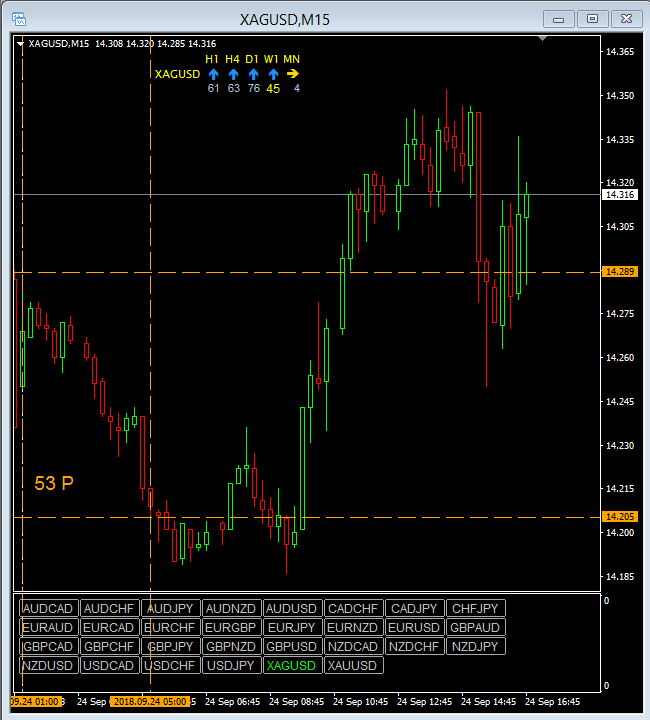 XAGUSD,M15
XAGUSD,M15 14.308 14.320 14.285 14.316
H1 H4 D1 W1 MN
XAGUSD
61 63 76 45 4
14.365
14.350
14.335
14.320
14.316
14.305
14.289
14.275
14.260
14.245
14.230
53 P
14.215
14.205
14.200
14.185
0
AUDCAD AUDCHF AUDJPY AUDNZD AUDUSD CADCHF CADJPY CHFJPY
EURAUD EURCAD EURCHF EURGBP EURJPY EURNZD EURUSD GBPAUD
GBPCAD GBPCHF GBPJPY GBPNZD GBPUSD NZDCAD NZDCHF NZDJPY
NZDUSD USDCAD USDCHF USDJPY XAGUSD XAUUSD
0
09.24 01:00 24 Sep 2018.09.24 05:00 24 Sep 06:45 24 Sep 08:45 24 Sep 10:45 24 Sep 12:45 24 Sep 14:45 24 Sep 16:45